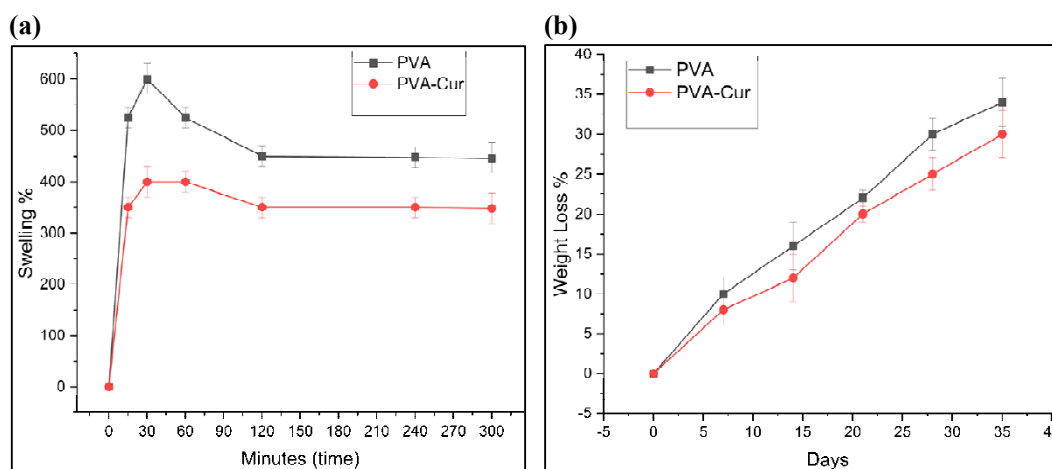 (a)
PVA
PVA-Cur
Swelling %
600
500
400
300
200
100
0
0 30 60 90 120 150 180 210 240 270 300
Minutes (time)
(b)
PVA
PVA-Cur
Weight Loss %
40
35
30
25
20
15
10
5
0
-5
-5 0 5 10 15 20 25 30 35 4
Days